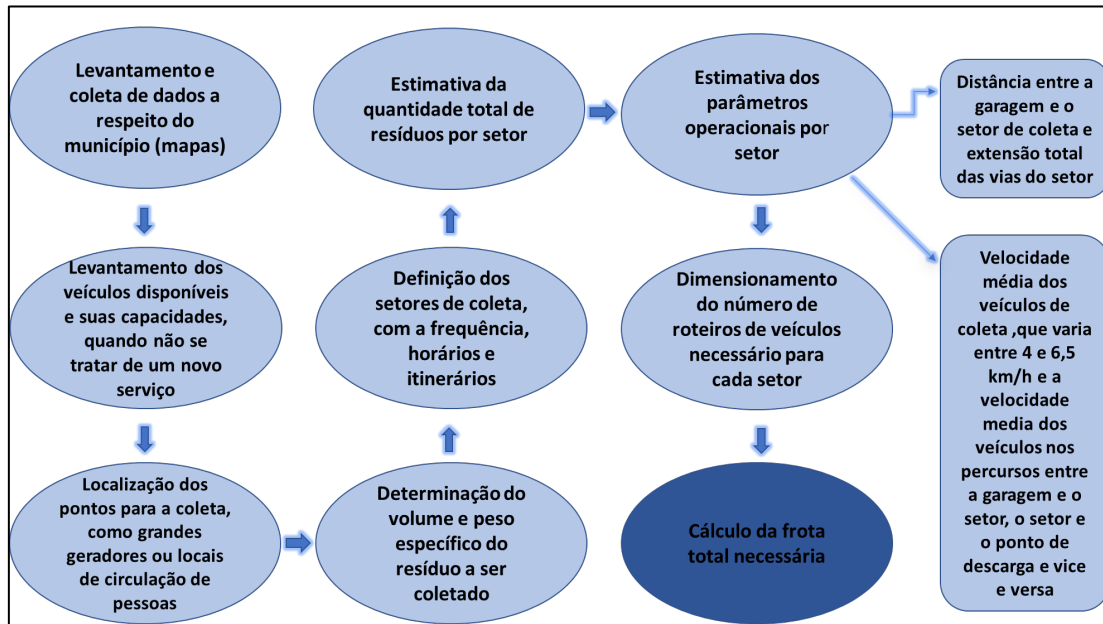 Levantamento e
coleta de dados a
respeito do
município (mapas)
Levantamento dos
veículos disponíveis
e suas capacidades,
quando não se
tratar de um novo
serviço
Localização dos
pontos para a coleta,
como grandes
geradores ou locais
de circulação de
pessoas
Determinação do
volume e peso
específico do
resíduo a ser
coletado
Definição dos
setores de coleta,
com a frequência,
horários e
itinerários
Estimativa da
quantidade total de
resíduos por setor
Estimativa dos
parâmetros
operacionais por
setor
Distância entre a
garagem e o
setor de coleta e
extensão total
das vias do setor
Velocidade
média dos
veículos de
coleta ,que varia
entre 4 e 6,5
km/h e a
velocidade
media dos
veículos nos
percursos entre
a garagem e o
setor, o setor e
o ponto de
descarga e vice
e versa
Dimensionamento
do número de
roteiros de veículos
necessário para
cada setor
Cálculo da frota
total necessária